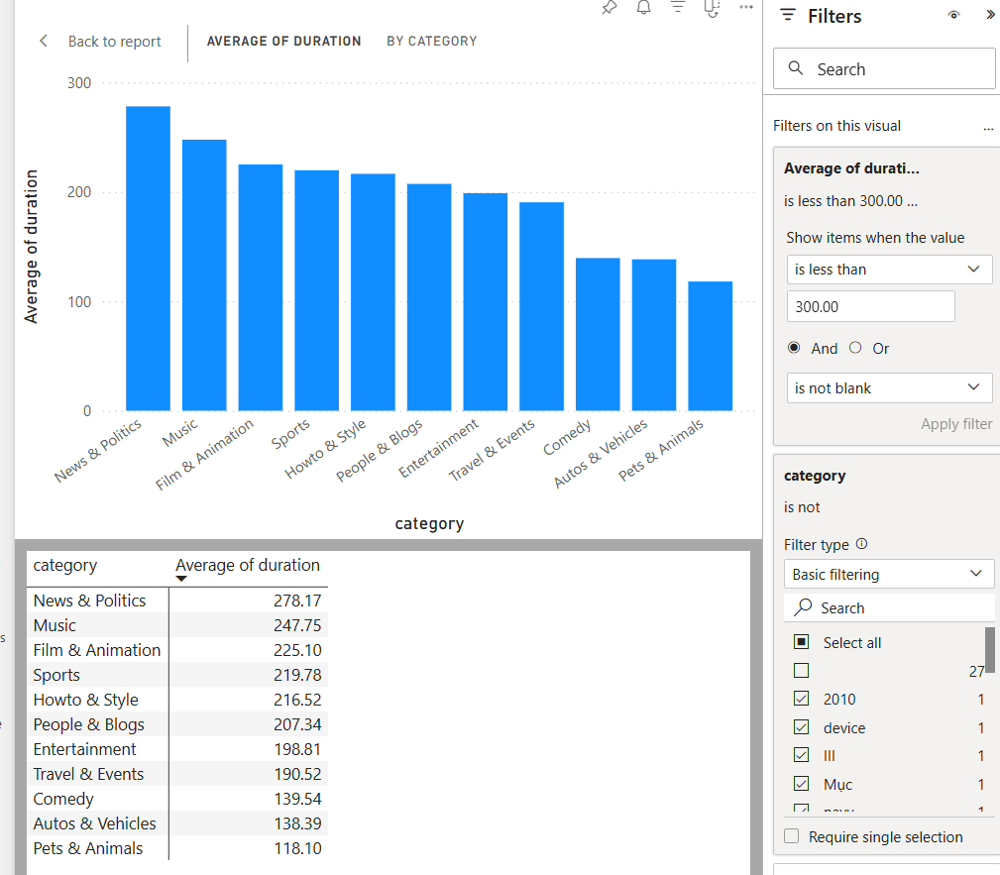 Back to report
AVERAGE OF DURATION
BY CATEGORY
300
200
100
0
Average of duration
News & Politics
Music
Film & Animation
Sports
Howto & Style
People & Blogs
Entertainment
Travel & Events
Comedy
Autos & Vehicles
Pets & Animals
category
category Average of duration
News & Politics 278.17
Music 247.75
Film & Animation 225.10
Sports 219.78
Howto & Style 216.52
People & Blogs 207.34
Entertainment 198.81
Travel & Events 190.52
Comedy 139.54
Autos & Vehicles 138.39
Pets & Animals 118.10
Filters
Search
Filters on this visual ...
Average of durati...
is less than 300.00 ...
Show items when the value
is less than
300.00
And Or
is not blank
Apply filter
category
is not
Filter type
Basic filtering
Search
Select all
27
2010 1
device 1
III 1
Mục 1
Require single selection